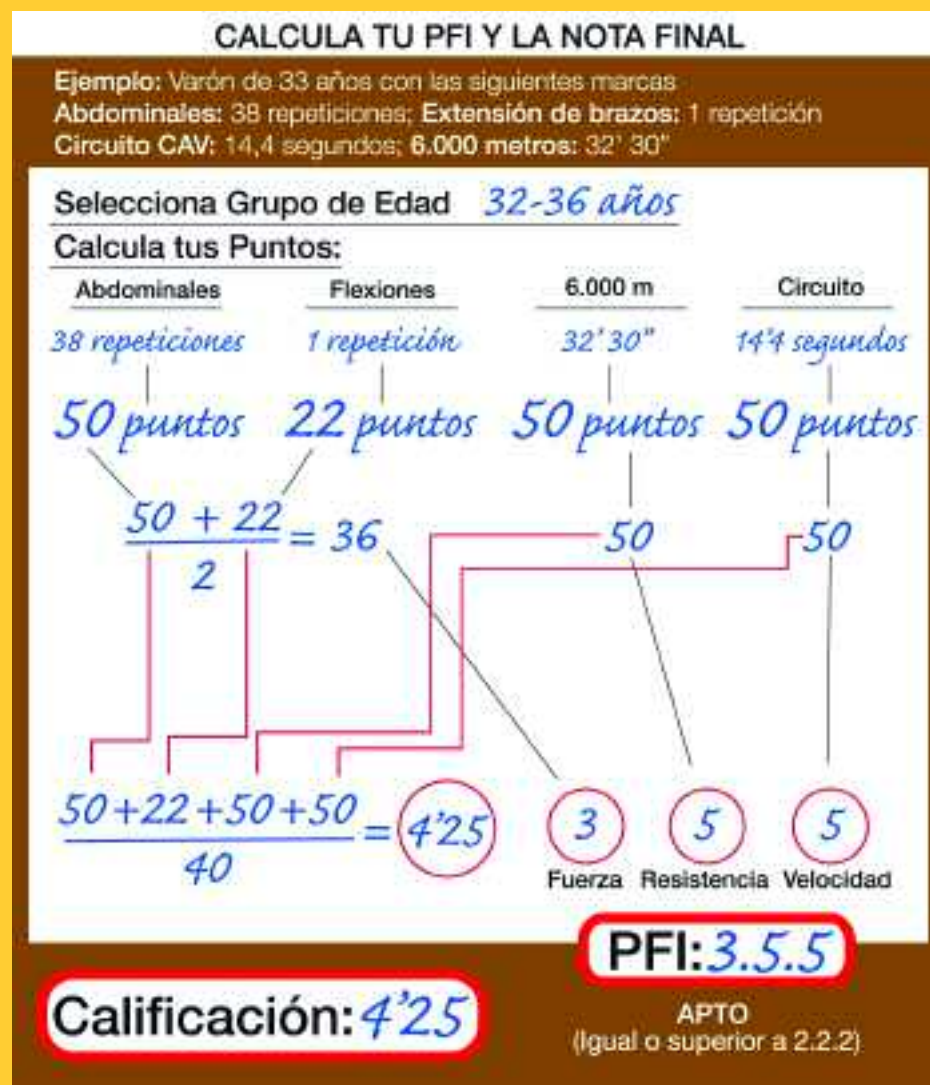 CALCULA TU PFI Y LA NOTA FINAL
Ejemplo: Varón de 33 años con las siguientes marcas
Abdominales: 38 repeticiones; Extensión de brazos: 1 repetición
Circuito CAV: 14,4 segundos; 6.000 metros: 32' 30"
Selecciona Grupo de Edad 32-36 años
Calcula tus Puntos:
Abdominales Flexiones 6.000 m Circuito
38 repeticiones 1 repetición 32'30" 14'4 segundos
50 puntos 22 puntos 50 puntos 50 puntos
50 + 22 = 36 50 50
2
50+22+50+50 = 4'25 3 5 5
40
Fuerza Resistencia Velocidad
PFI: 3.5.5
Calificación: 4'25
APTO
(Igual o superior a 2.2.2)